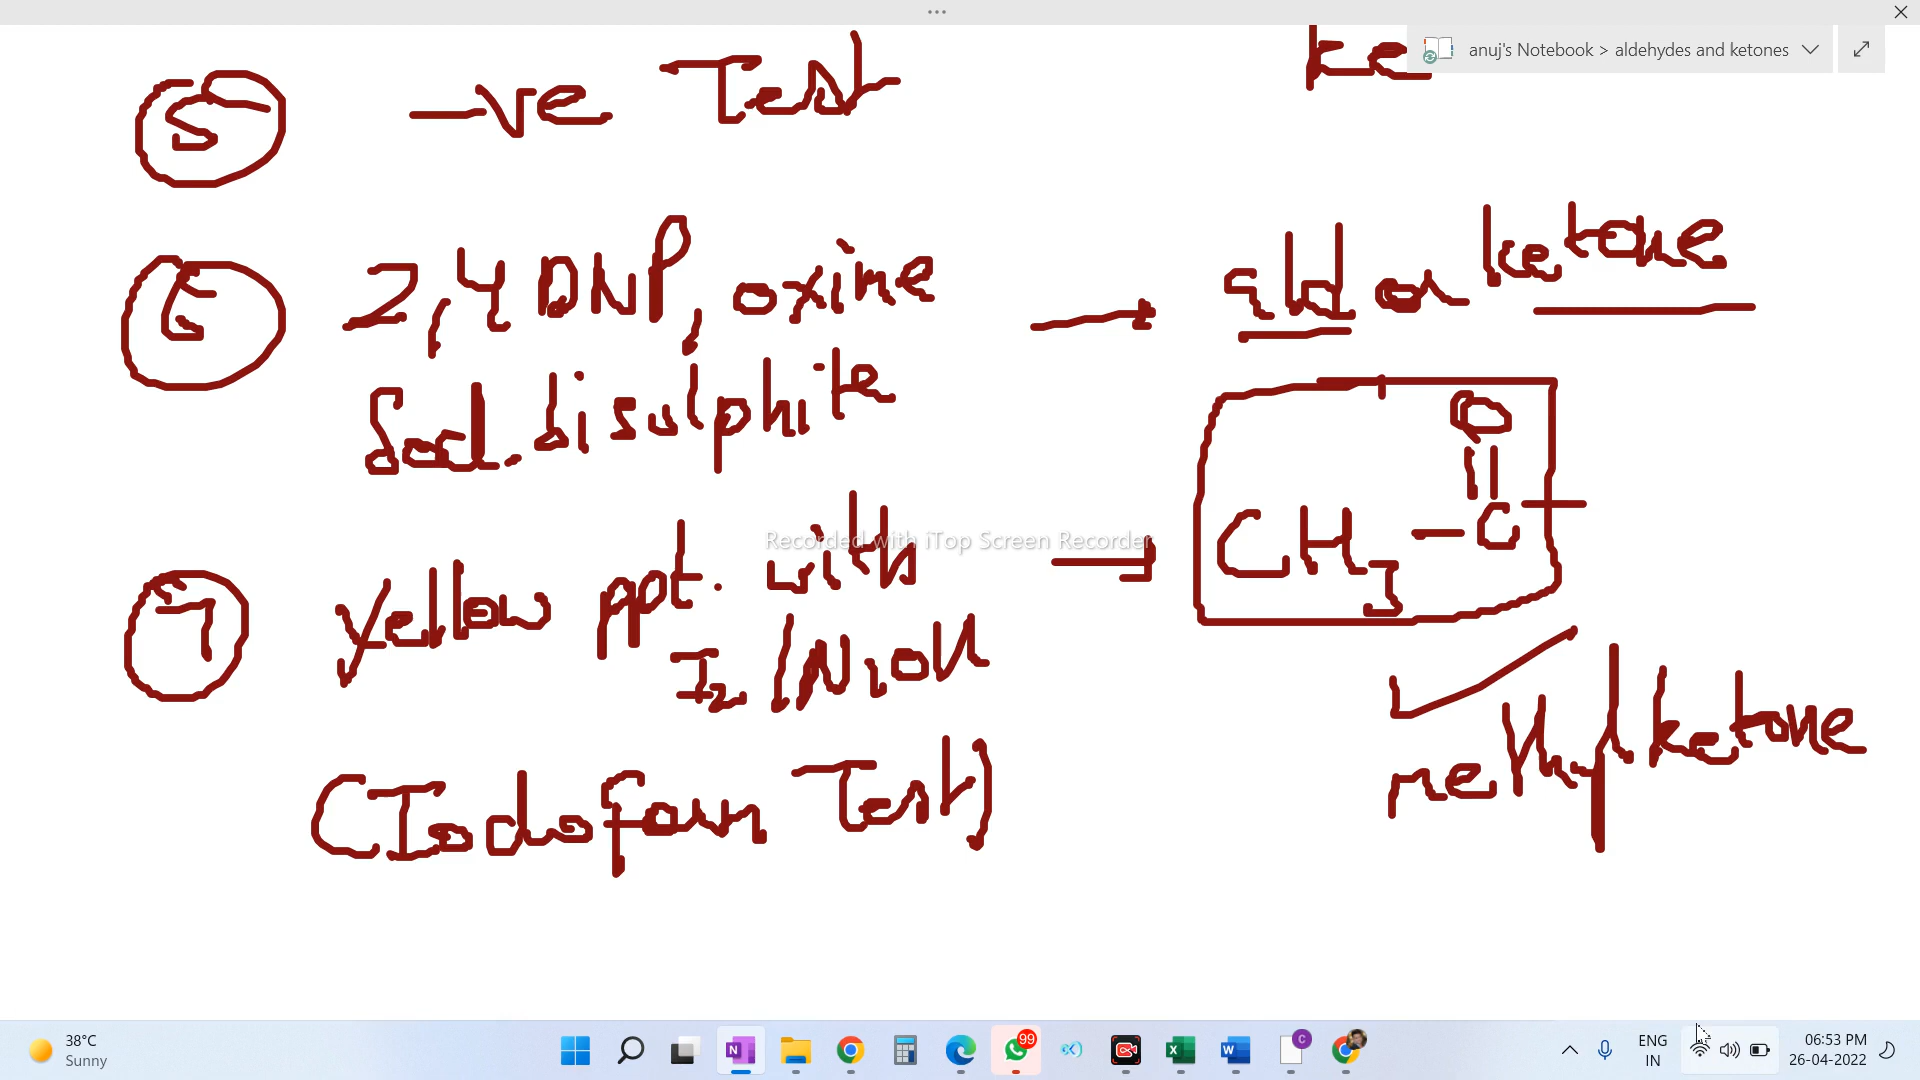 anuj's Notebook > aldehydes and ketones
ke
5 -ve Test
6 2,4 DNP, oxime → ald or ketone
Sod. disulphite
O
CH3 - C
7 yellow ppt. with →
I2 / NaOH
methyl ketone
(Iodoform Test)
Recorded with iTop Screen Recorder
38°C
Sunny
99
ENG
IN
06:53 PM
26-04-2022